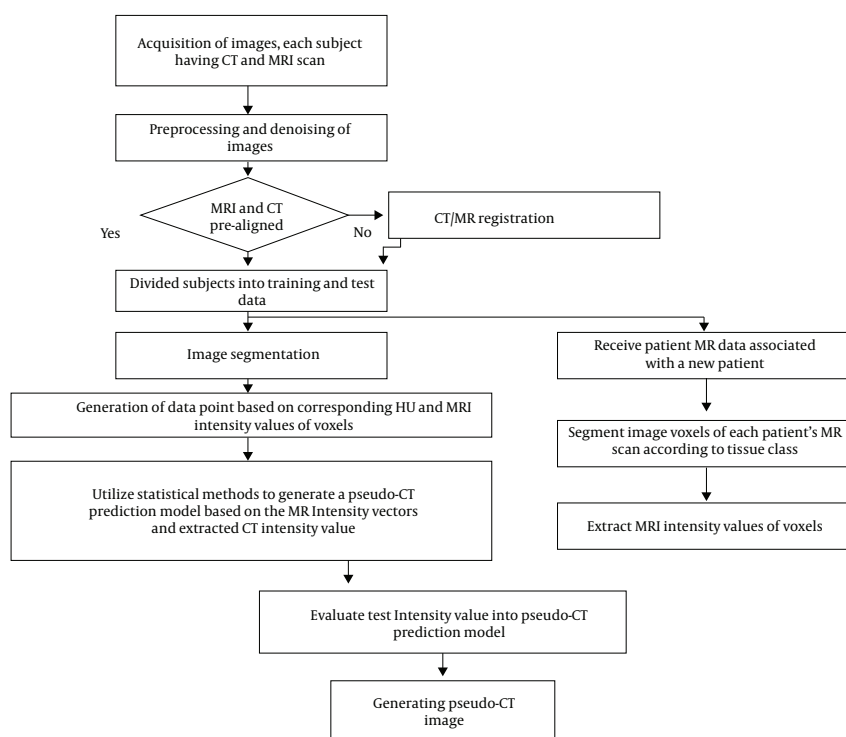 Acquisition of images, each subject
having CT and MRI scan
Preprocessing and denoising of
images
MRI and CT
pre-aligned
Yes
No
CT/MR registration
Divided subjects into training and test
data
Image segmentation
Receive patient MR data associated
with a new patient
Generation of data point based on corresponding HU and MRI
intensity values of voxels
Segment image voxels of each patient's MR
scan according to tissue class
Utilize statistical methods to generate a pseudo-CT
prediction model based on the MR Intensity vectors
and extracted CT intensity value
Extract MRI intensity values of voxels
Evaluate test Intensity value into pseudo-CT
prediction model
Generating pseudo-CT
image